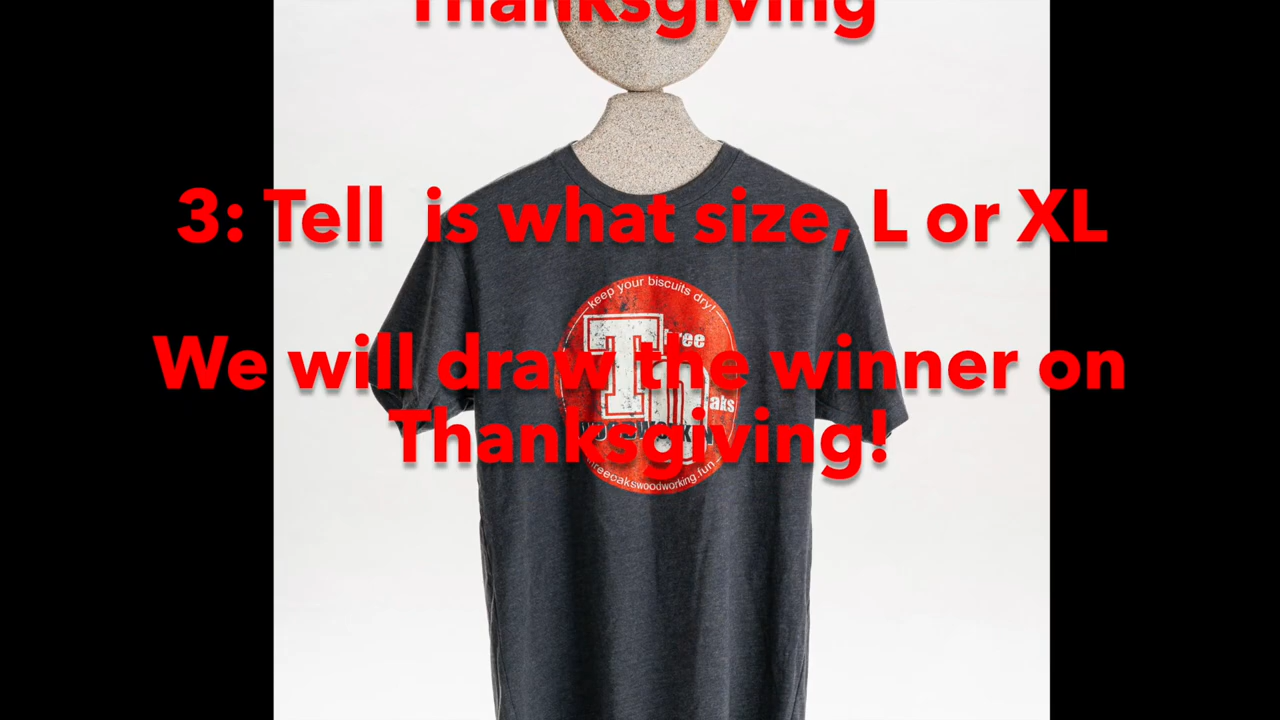 Thanksgiving
3: Tell  is what size, L or XL
We will draw the winner on
Thanksgiving!
keep your biscuits dry!
T ree
O aks
threeoakswoodworking.fun